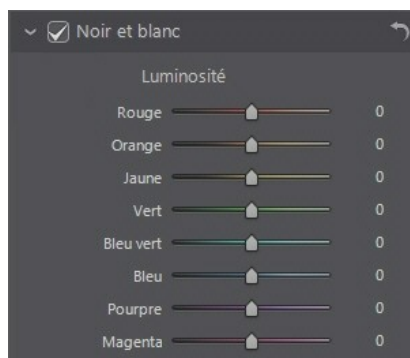 Noir et blanc
Luminosité
Rouge 0
Orange 0
Jaune 0
Vert 0
Bleu vert 0
Bleu 0
Pourpre 0
Magenta 0